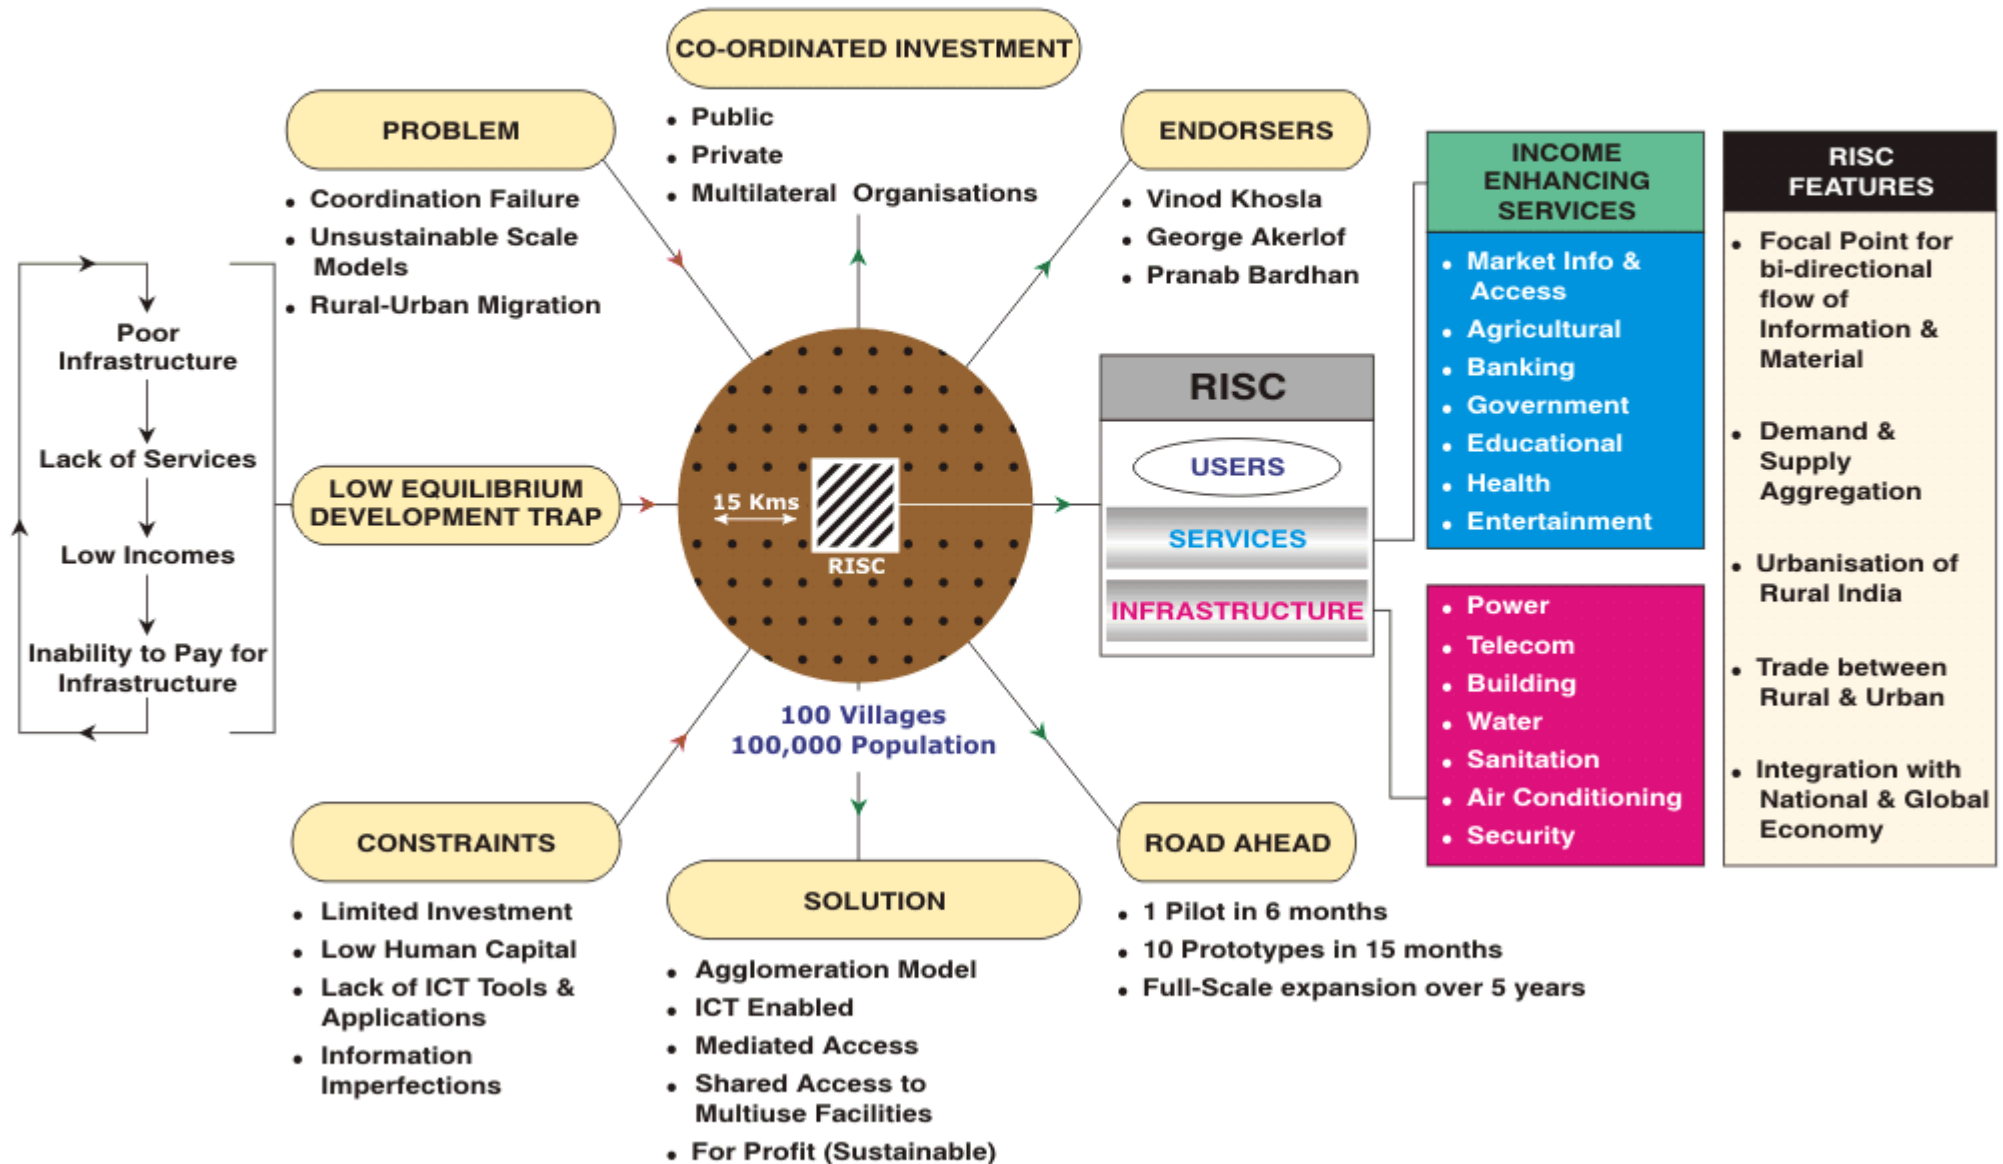 CO-ORDINATED INVESTMENT
• Public
• Private
• Multilateral Organisations
PROBLEM
• Coordination Failure
• Unsustainable Scale
Models
• Rural-Urban Migration
ENDORSERS
• Vinod Khosla
• George Akerlof
• Pranab Bardhan
Poor
Infrastructure
Lack of Services
Low Incomes
Inability to Pay for
Infrastructure
LOW EQUILIBRIUM
DEVELOPMENT TRAP
15 Kms
RISC
100 Villages
100,000 Population
RISC
USERS
SERVICES
INFRASTRUCTURE
INCOME
ENHANCING
SERVICES
• Market Info &
Access
• Agricultural
• Banking
• Government
• Educational
• Health
• Entertainment
• Power
• Telecom
• Building
• Water
• Sanitation
• Air Conditioning
• Security
RISC
FEATURES
• Focal Point for
bi-directional
flow of
Information &
Material
• Demand &
Supply
Aggregation
• Urbanisation of
Rural India
• Trade between
Rural & Urban
• Integration with
National & Global
Economy
CONSTRAINTS
• Limited Investment
• Low Human Capital
• Lack of ICT Tools &
Applications
• Information
Imperfections
SOLUTION
• Agglomeration Model
• ICT Enabled
• Mediated Access
• Shared Access to
Multiuse Facilities
• For Profit (Sustainable)
ROAD AHEAD
• 1 Pilot in 6 months
• 10 Prototypes in 15 months
• Full-Scale expansion over 5 years